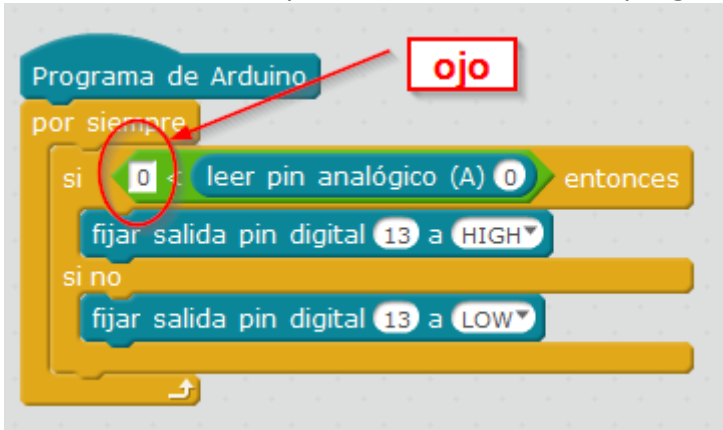 ojo
Programa de Arduino
por siempre
si 0 < leer pin analógico (A) 0 entonces
fijar salida pin digital 13 a HIGH
si no
fijar salida pin digital 13 a LOW